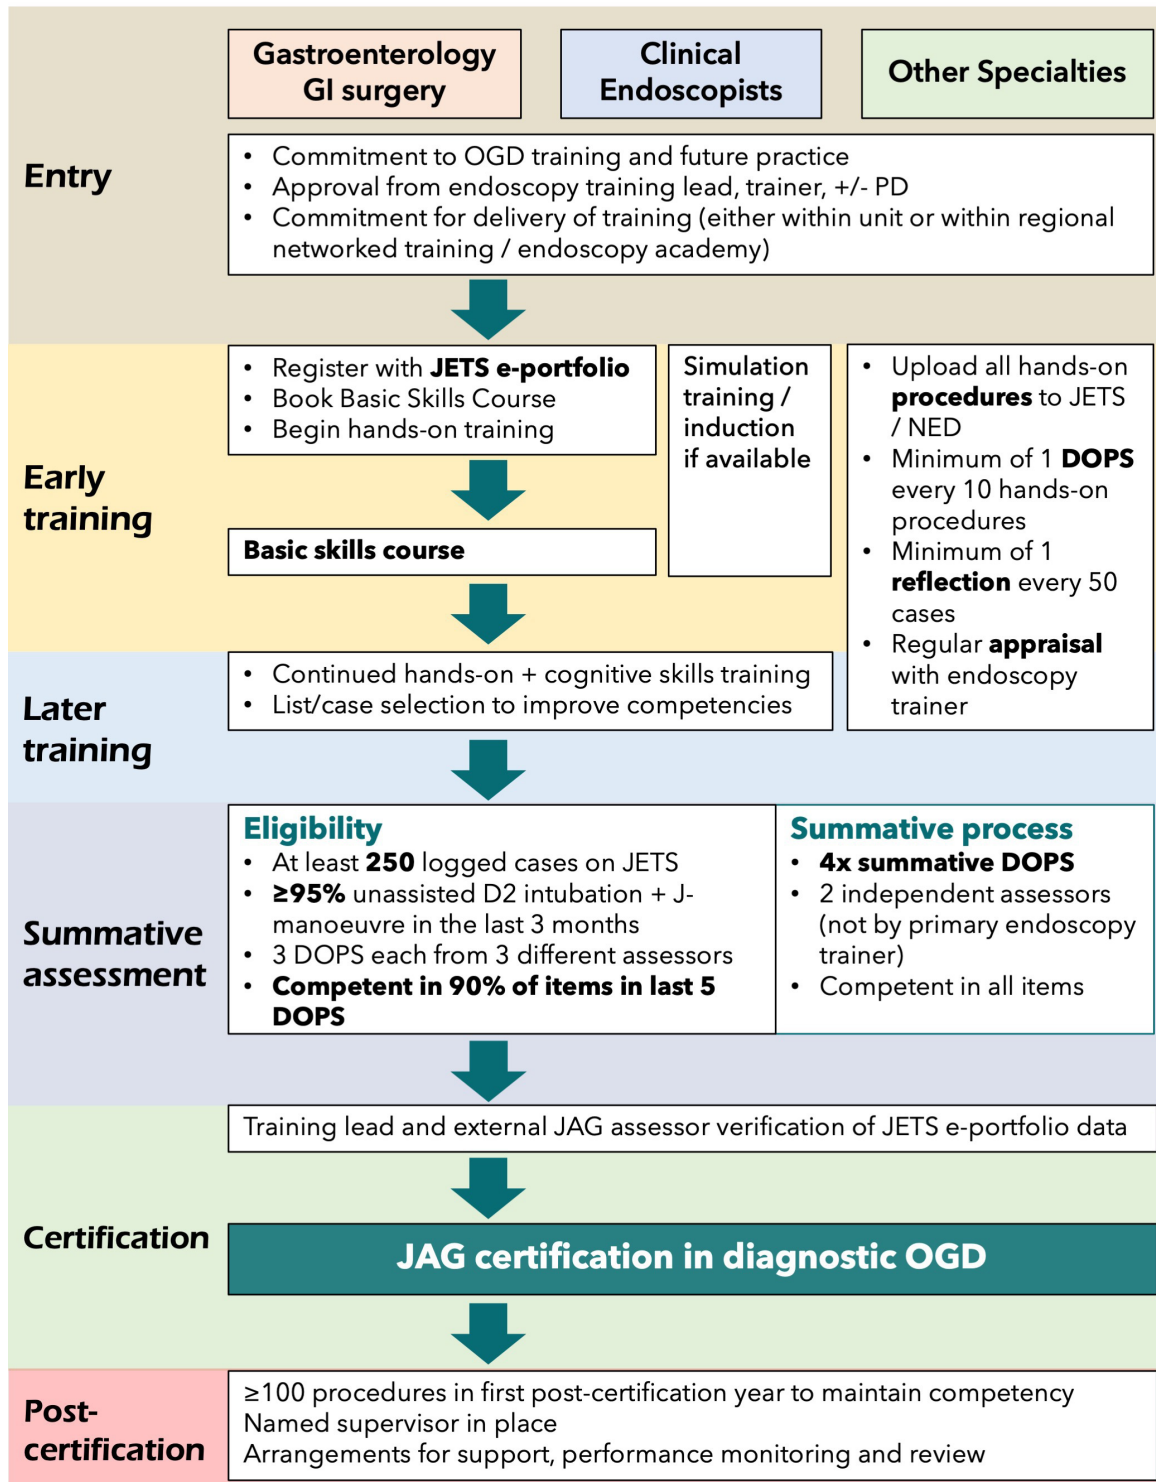 Gastroenterology
GI surgery
Clinical
Endoscopists
Other Specialties
Entry
• Commitment to OGD training and future practice
• Approval from endoscopy training lead, trainer, +/- PD
• Commitment for delivery of training (either within unit or within regional
networked training / endoscopy academy)
Early
training
• Register with JETS e-portfolio
• Book Basic Skills Course
• Begin hands-on training
Basic skills course
Simulation
training /
induction
if available
• Upload all hands-on
procedures to JETS
/ NED
• Minimum of 1 DOPS
every 10 hands-on
procedures
• Minimum of 1
reflection every 50
cases
• Regular appraisal
with endoscopy
trainer
Later
training
• Continued hands-on + cognitive skills training
• List/case selection to improve competencies
Summative
assessment
Eligibility
• At least 250 logged cases on JETS
• ≥95% unassisted D2 intubation + J-
manoeuvre in the last 3 months
• 3 DOPS each from 3 different assessors
• Competent in 90% of items in last 5
DOPS
Summative process
• 4x summative DOPS
• 2 independent assessors
(not by primary endoscopy
trainer)
• Competent in all items
Certification
Training lead and external JAG assessor verification of JETS e-portfolio data
JAG certification in diagnostic OGD
Post-
certification
≥100 procedures in first post-certification year to maintain competency
Named supervisor in place
Arrangements for support, performance monitoring and review